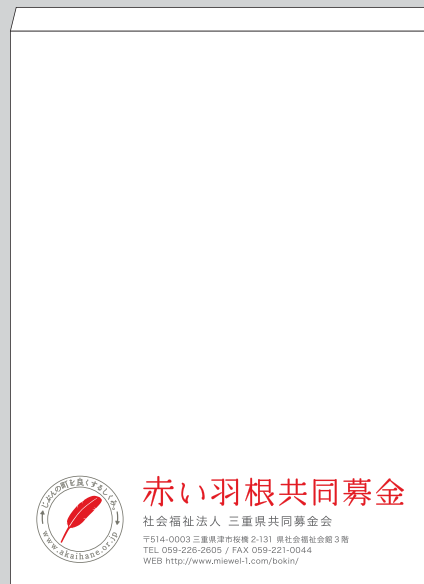 赤い羽根共同募金
じぶんの町を良くするしくみ。
www.akaihane.or.jp
社会福祉法人 三重県共同募金会
〒514-0003 三重県津市桜橋 2-131 県社会福祉会館 3 階
TEL 059-226-2605 / FAX 059-221-0044
WEB http://www.miewel-1.com/bokin/